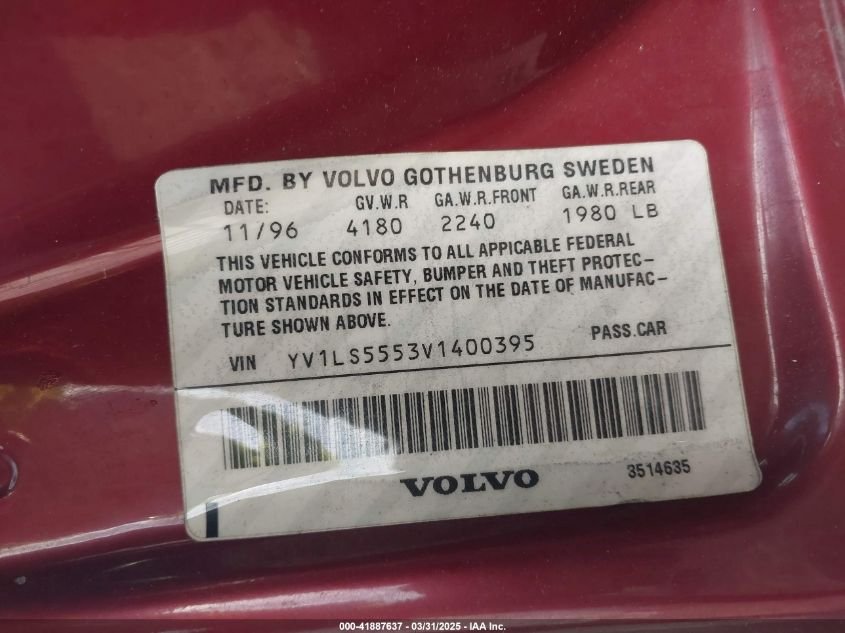 MFD. BY VOLVO GOTHENBURG SWEDEN
DATE: GV.W.R GA.W.R.FRONT GA.W.R.REAR
11/96 4180 2240 1980 LB
THIS VEHICLE CONFORMS TO ALL APPICABLE FEDERAL
MOTOR VEHICLE SAFETY, BUMPER AND THEFT PROTEC-
TION STANDARDS IN EFFECT ON THE DATE OF MANUFAC-
TURE SHOWN ABOVE.
VIN YV1LS5553V1400395 PASS.CAR
VOLVO 3514635
000-41887637 - 03/31/2025 - IAA Inc.